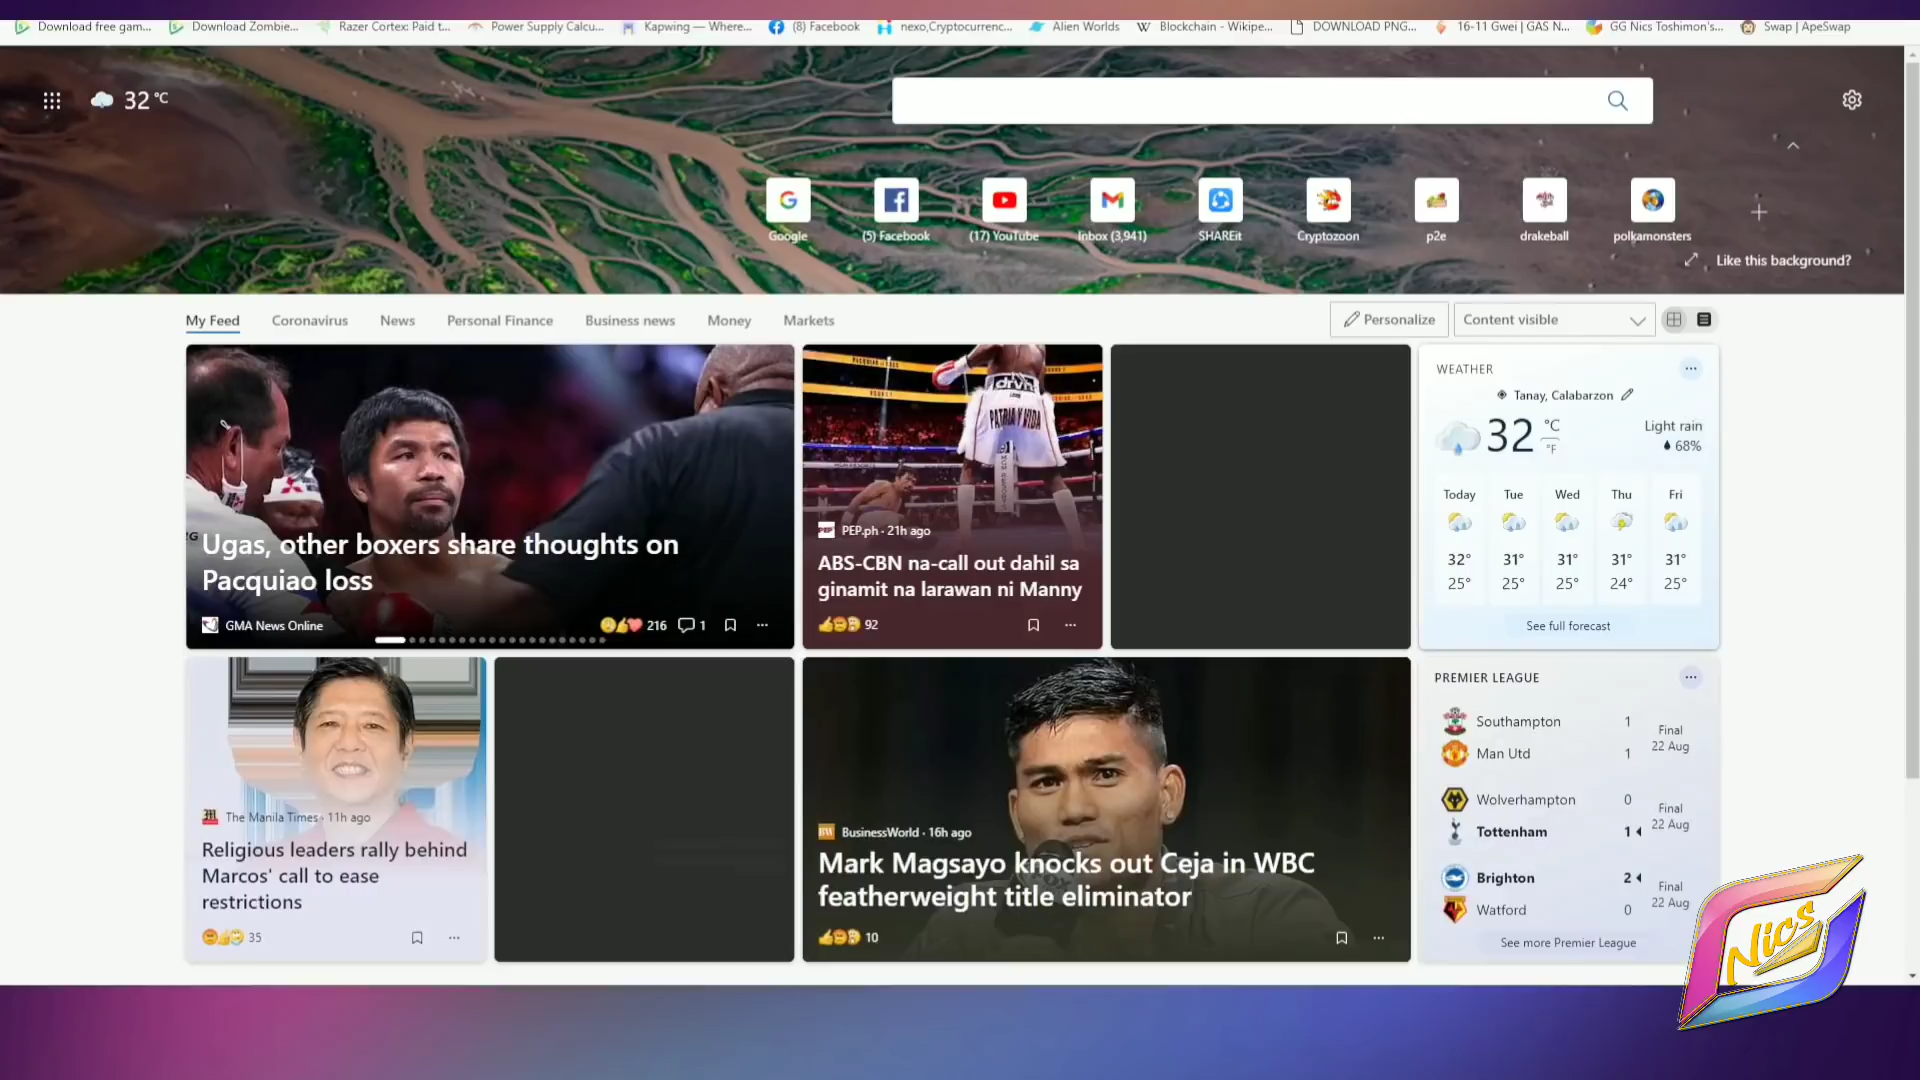 Download free gam...
Download Zombie...
Razer Cortex: Paid t...
Power Supply Calcu...
Kapwing — Where...
(8) Facebook
nexo,Cryptocurrenc...
Alien Worlds
Blockchain - Wikipe...
DOWNLOAD PNG...
16-11 Gwei | GAS N...
GG Nics Toshimon's...
Swap | ApeSwap
32 °C
Google
(5) Facebook
(17) YouTube
Inbox (3,941)
SHAREit
Cryptozoon
p2e
drakeball
polkamonsters
Like this background?
My Feed
Coronavirus
News
Personal Finance
Business news
Money
Markets
Personalize
Content visible
Ugas, other boxers share thoughts on
Pacquiao loss
GMA News Online
216
1
PATRIA Y VIDA
PEP.ph · 21h ago
ABS-CBN na-call out dahil sa
ginamit na larawan ni Manny
92
WEATHER
Tanay, Calabarzon
32 °C
°F
Light rain
68%
Today Tue Wed Thu Fri
32° 31° 31° 31° 31°
25° 25° 25° 24° 25°
See full forecast
The Manila Times · 11h ago
Religious leaders rally behind
Marcos' call to ease
restrictions
35
BusinessWorld · 16h ago
Mark Magsayo knocks out Ceja in WBC
featherweight title eliminator
10
PREMIER LEAGUE
Southampton 1
Man Utd 1
Final
22 Aug
Wolverhampton 0
Tottenham 1
Final
22 Aug
Brighton 2
Watford 0
Final
22 Aug
See more Premier League
Nics